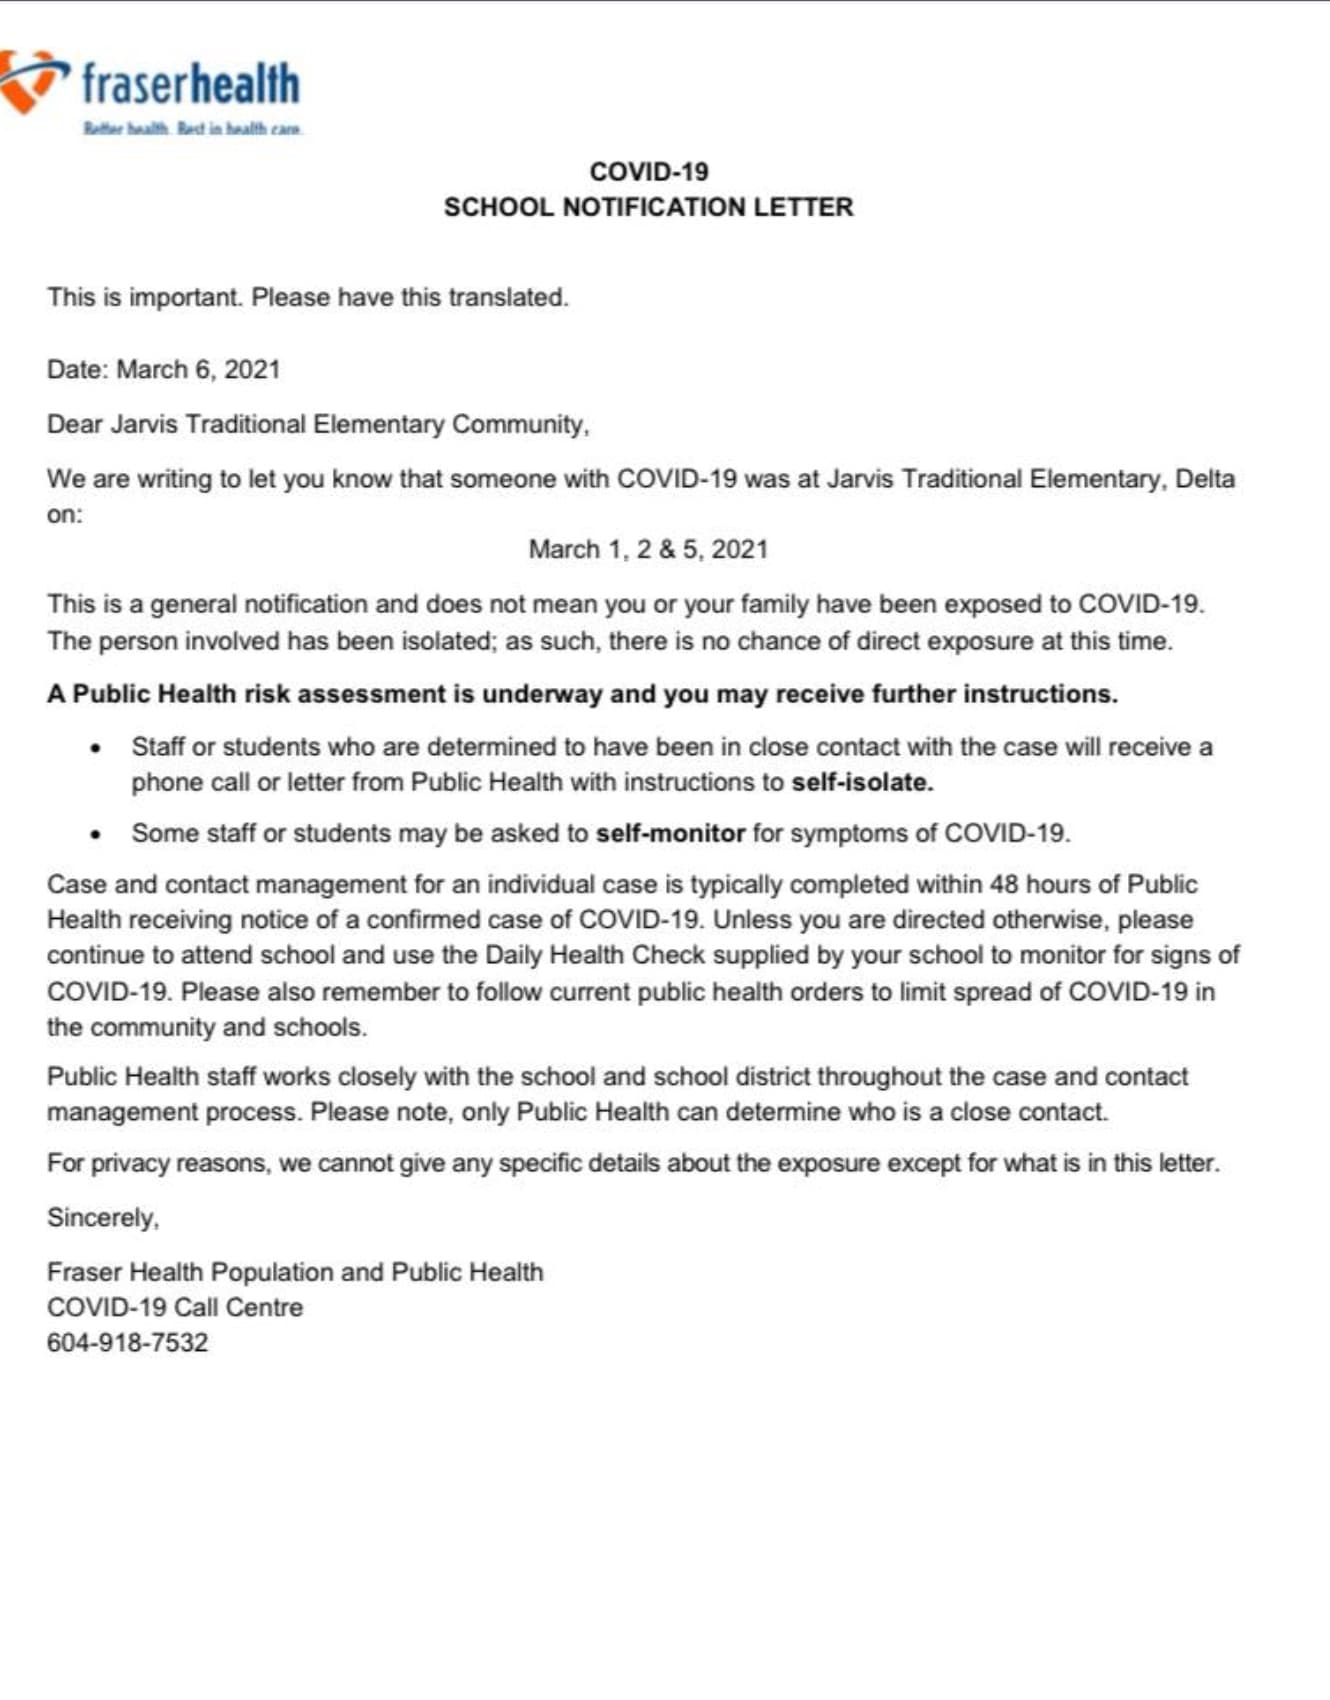 fraserhealth
Better health. Best in health care.
COVID-19
SCHOOL NOTIFICATION LETTER
This is important. Please have this translated.
Date: March 6, 2021
Dear Jarvis Traditional Elementary Community,
We are writing to let you know that someone with COVID-19 was at Jarvis Traditional Elementary, Delta
on:
March 1, 2 & 5, 2021
This is a general notification and does not mean you or your family have been exposed to COVID-19.
The person involved has been isolated; as such, there is no chance of direct exposure at this time.
A Public Health risk assessment is underway and you may receive further instructions.
• Staff or students who are determined to have been in close contact with the case will receive a
phone call or letter from Public Health with instructions to self-isolate.
• Some staff or students may be asked to self-monitor for symptoms of COVID-19.
Case and contact management for an individual case is typically completed within 48 hours of Public
Health receiving notice of a confirmed case of COVID-19. Unless you are directed otherwise, please
continue to attend school and use the Daily Health Check supplied by your school to monitor for signs of
COVID-19. Please also remember to follow current public health orders to limit spread of COVID-19 in
the community and schools.
Public Health staff works closely with the school and school district throughout the case and contact
management process. Please note, only Public Health can determine who is a close contact.
For privacy reasons, we cannot give any specific details about the exposure except for what is in this letter.
Sincerely,
Fraser Health Population and Public Health
COVID-19 Call Centre
604-918-7532